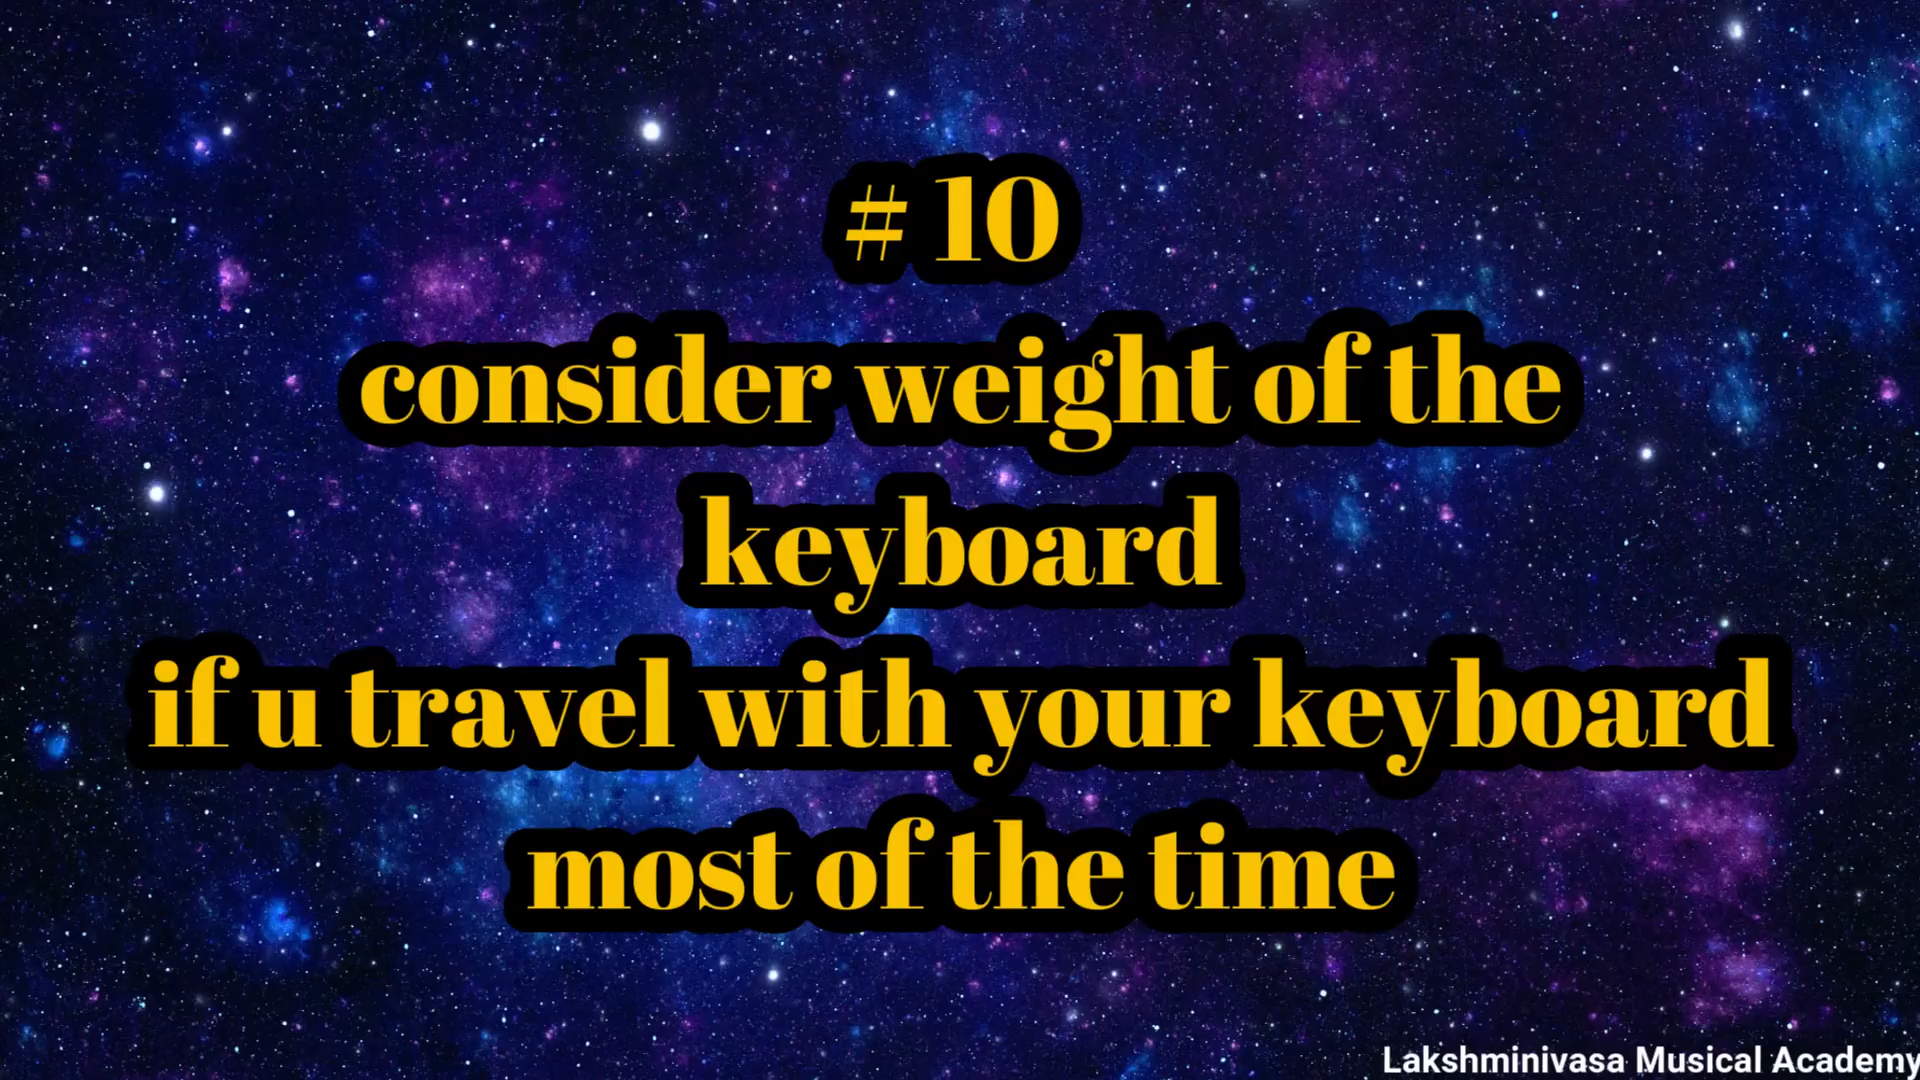 # 10
consider weight of the
keyboard
if u travel with your keyboard
most of the time
Lakshminivasa Musical Academy